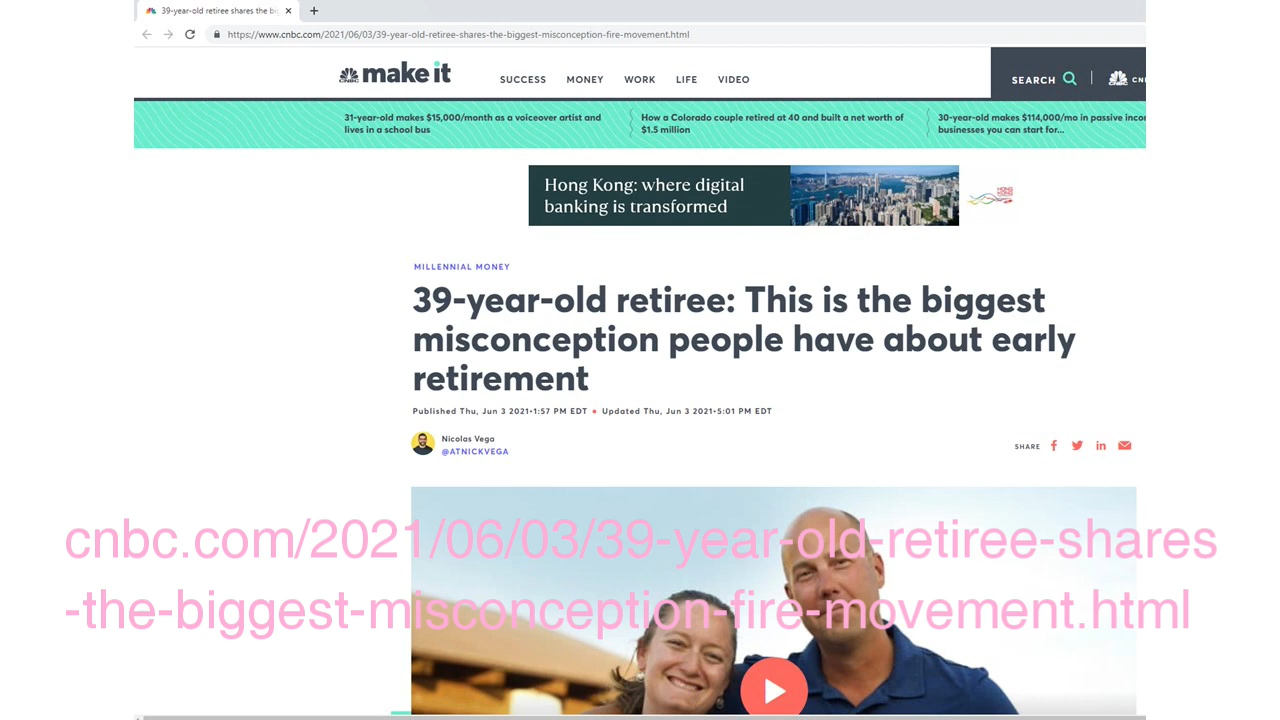 39-year-old retiree shares the bi
https://www.cnbc.com/2021/06/03/39-year-old-retiree-shares-the-biggest-misconception-fire-movement.html
CNBC make it
SUCCESS MONEY WORK LIFE VIDEO
SEARCH
CN
31-year-old makes $15,000/month as a voiceover artist and
lives in a school bus
How a Colorado couple retired at 40 and built a net worth of
$1.5 million
30-year-old makes $114,000/mo in passive incor
businesses you can start for...
Hong Kong: where digital
banking is transformed
HONG
KONG
MILLENNIAL MONEY
39-year-old retiree: This is the biggest
misconception people have about early
retirement
Published Thu, Jun 3 2021•1:57 PM EDT • Updated Thu, Jun 3 2021•5:01 PM EDT
Nicolas Vega
@ATNICKVEGA
SHARE
cnbc.com/2021/06/03/39-year-old-retiree-shares
-the-biggest-misconception-fire-movement.html